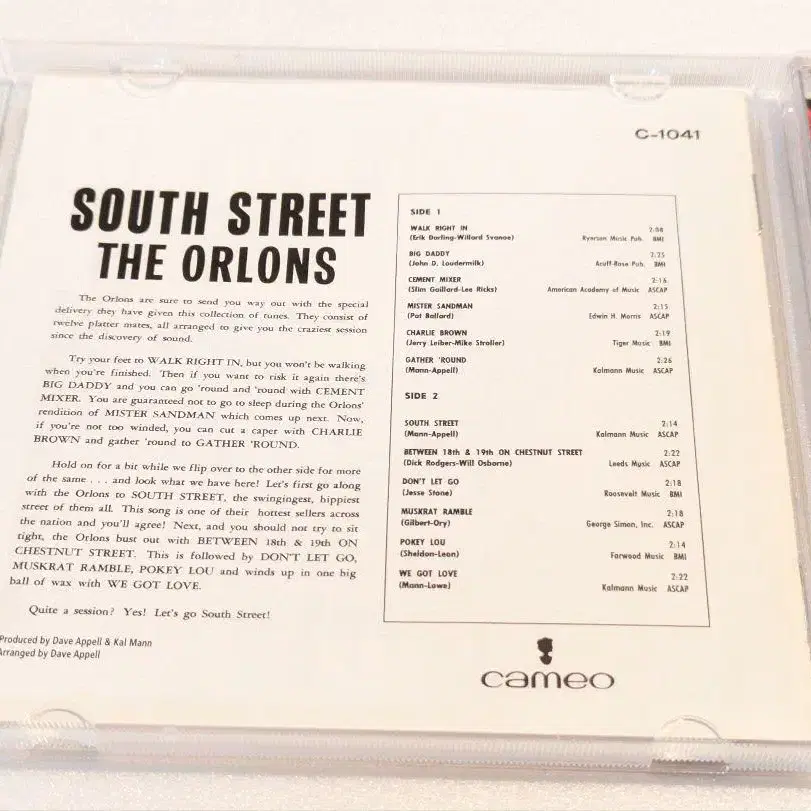 C-1041
SOUTH STREET
THE ORLONS
The Orlons are sure to send you way out with the special
delivery they have given this collection of tunes. They consist of
twelve platter mates, all arranged to give you the craziest session
since the discovery of sound.
Try your feet to WALK RIGHT IN, but you won't be walking
when you're finished. Then if you want to risk it again there's
BIG DADDY and you can go 'round and 'round with CEMENT
MIXER. You are guaranteed not to go to sleep during the Orlons'
rendition of MISTER SANDMAN which comes up next. Now,
if you're not too winded, you can cut a caper with CHARLIE
BROWN and gather 'round to GATHER 'ROUND.
Hold on for a bit while we flip over to the other side for more
of the same . . . and look what we have here! Let's first go along
with the Orlons to SOUTH STREET, the swingingest, hippiest
street of them all. This song is one of their hottest sellers across
the nation and you'll agree! Next, and you should not try to sit
tight, the Orlons bust out with BETWEEN 18th & 19th ON
CHESTNUT STREET. This is followed by DON'T LET GO,
MUSKRAT RAMBLE, POKEY LOU and winds up in one big
ball of wax with WE GOT LOVE.
Quite a session? Yes! Let's go South Street!
Produced by Dave Appell & Kal Mann
Arranged by Dave Appell
SIDE 1
WALK RIGHT IN 2:08
(Erik Darling-Willard Svanoe) Ryerson Music Pub. BMI
BIG DADDY 2:25
(John D. Loudermilk) Acuff-Rose Pub. BMI
CEMENT MIXER 2:16
(Slim Gaillard-Lee Ricks) American Academy of Music ASCAP
MISTER SANDMAN 2:15
(Pat Ballard) Edwin H. Morris ASCAP
CHARLIE BROWN 2:19
(Jerry Leiber-Mike Stroller) Tiger Music BMI
GATHER 'ROUND 2:26
(Mann-Appell) Kalmann Music ASCAP
SIDE 2
SOUTH STREET 2:14
(Mann-Appell) Kalmann Music ASCAP
BETWEEN 18th & 19th ON CHESTNUT STREET 2:22
(Dick Rodgers-Will Osborne) Leeds Music ASCAP
DON'T LET GO 2:18
(Jesse Stone) Roosevelt Music BMI
MUSKRAT RAMBLE 2:18
(Gilbert-Ory) George Simon, Inc. ASCAP
POKEY LOU 2:14
(Sheldon-Leon) Farwood Music BMI
WE GOT LOVE 2:22
(Mann-Lowe) Kalmann Music ASCAP
cameo